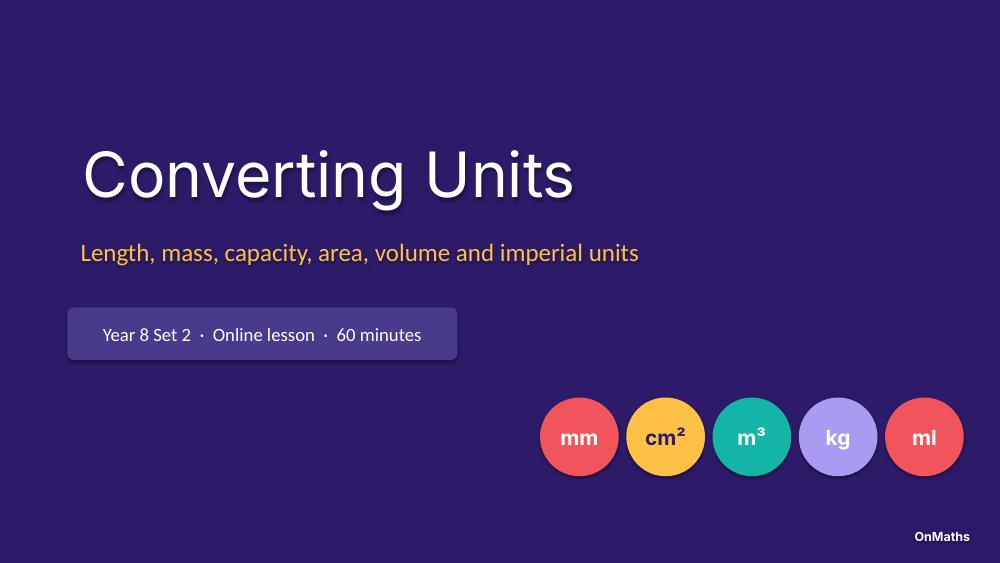 Converting Units
Length, mass, capacity, area, volume and imperial units
Year 8 Set 2 · Online lesson · 60 minutes
mm cm² m³ kg ml
OnMaths